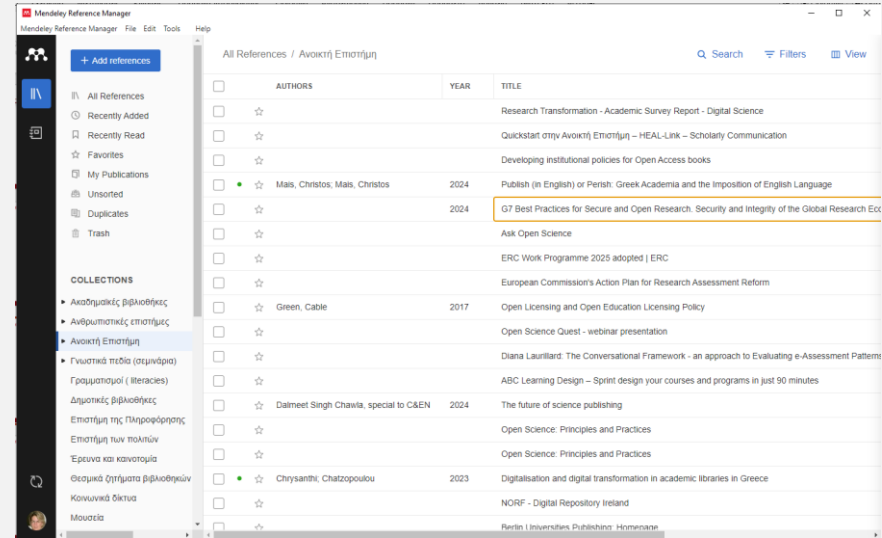 Mendeley Reference Manager
Mendeley Reference Manager File Edit Tools Help
+ Add references
All References
Recently Added
Recently Read
Favorites
My Publications
Unsorted
Duplicates
Trash
COLLECTIONS
Ακαδημαϊκές βιβλιοθήκες
Ανθρωπιστικές επιστήμες
Ανοικτή Επιστήμη
Γνωστικά πεδία (σεμινάρια)
Γραμματισμοί ( literacies)
Δημοτικές βιβλιοθήκες
Επιστήμη της Πληροφόρησης
Επιστήμη των πολιτών
Έρευνα και καινοτομία
Θεσμικά ζητήματα βιβλιοθηκών
Κοινωνικά δίκτυα
Μουσεία
All References / Ανοικτή Επιστήμη
Search Filters View
AUTHORS YEAR TITLE
Research Transformation - Academic Survey Report - Digital Science
Quickstart στην Ανοικτή Επιστήμη – HEAL-Link – Scholarly Communication
Developing institutional policies for Open Access books
Mais, Christos; Mais, Christos 2024 Publish (in English) or Perish: Greek Academia and the Imposition of English Language
2024 G7 Best Practices for Secure and Open Research. Security and Integrity of the Global Research Eco
Ask Open Science
ERC Work Programme 2025 adopted | ERC
European Commission's Action Plan for Research Assessment Reform
Green, Cable 2017 Open Licensing and Open Education Licensing Policy
Open Science Quest - webinar presentation
Diana Laurillard: The Conversational Framework - an approach to Evaluating e-Assessment Patterns
ABC Learning Design – Sprint design your courses and programs in just 90 minutes
Dalmeet Singh Chawla, special to C&EN 2024 The future of science publishing
Open Science: Principles and Practices
Open Science: Principles and Practices
Chrysanthi; Chatzopoulou 2023 Digitalisation and digital transformation in academic libraries in Greece
NORF - Digital Repository Ireland
Berlin Universities Publishing: Homepage